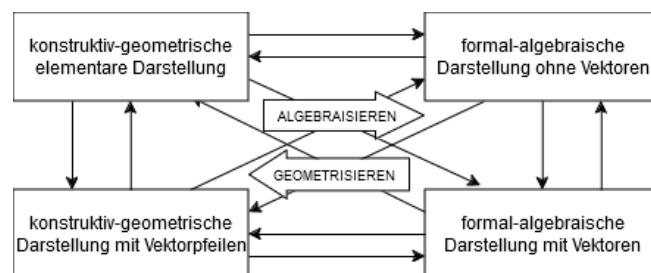 konstruktiv-geometrische
elementare Darstellung
formal-algebraische
Darstellung ohne Vektoren
ALGEBRAISIEREN
GEOMETRISIEREN
konstruktiv-geometrische
Darstellung mit Vektorpfeilen
formal-algebraische
Darstellung mit Vektoren